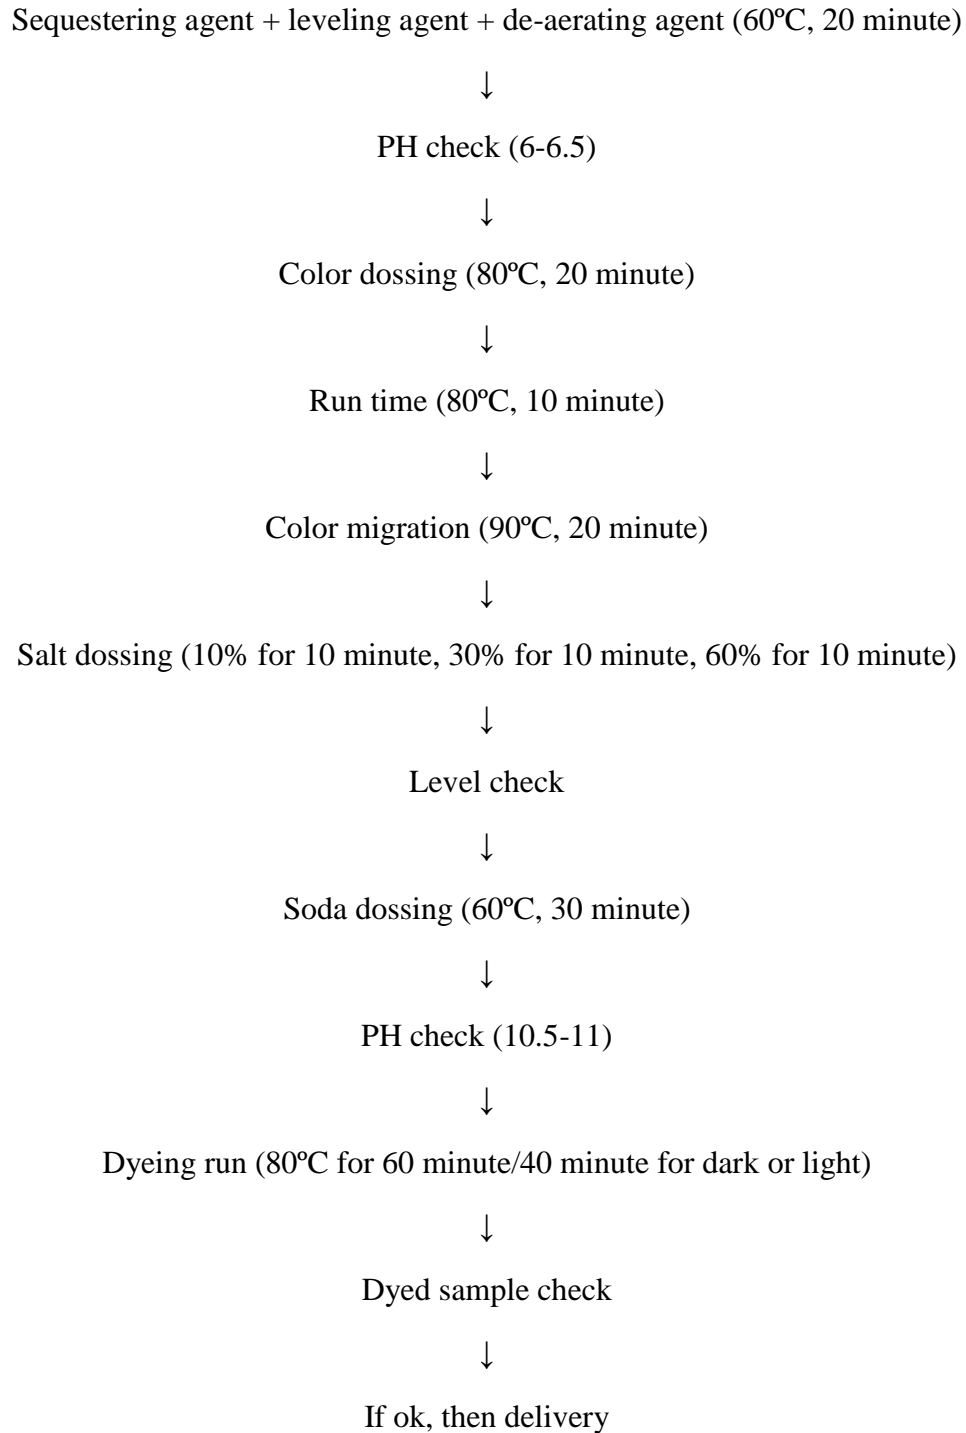 Sequestering agent + leveling agent + de-aerating agent (60ºC, 20 minute)
↓
PH check (6-6.5)
↓
Color dossing (80ºC, 20 minute)
↓
Run time (80ºC, 10 minute)
↓
Color migration (90ºC, 20 minute)
↓
Salt dossing (10% for 10 minute, 30% for 10 minute, 60% for 10 minute)
↓
Level check
↓
Soda dossing (60ºC, 30 minute)
↓
PH check (10.5-11)
↓
Dyeing run (80ºC for 60 minute/40 minute for dark or light)
↓
Dyed sample check
↓
If ok, then delivery